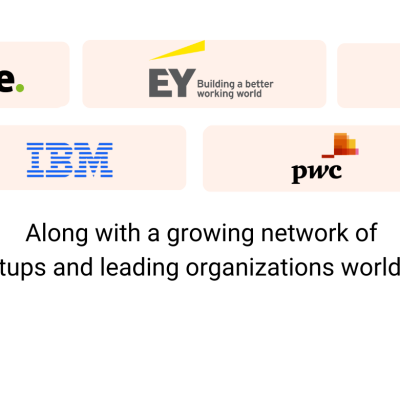 e.
EY
Building a better
working world
IBM
pwc
Along with a growing network of
tups and leading organizations world